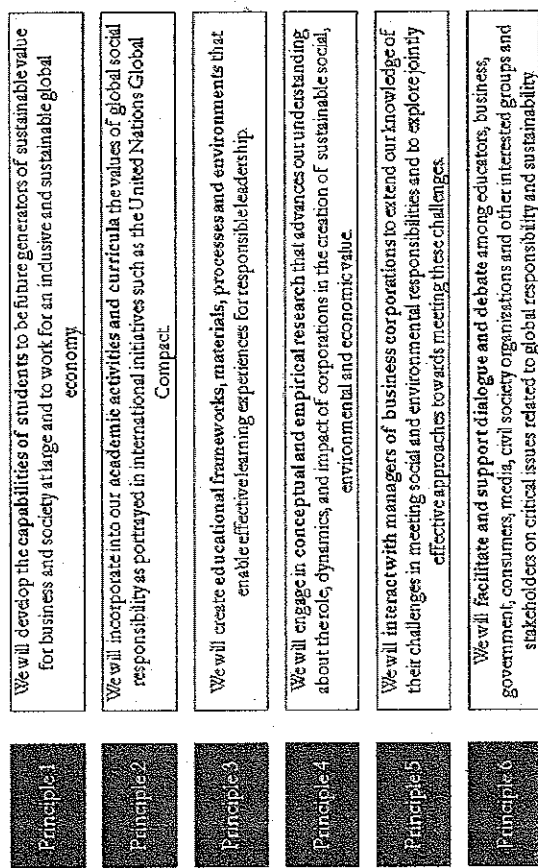 Principle 1
We will develop the capabilities of students to be future generators of sustainable value
for business and society at large and to work for an inclusive and sustainable global
economy.
Principle 2
We will incorporate into our academic activities and curricula the values of global social
responsibility as portrayed in international initiatives such as the United Nations Global
Compact.
Principle 3
We will create educational frameworks, materials, processes and environments that
enable effective learning experiences for responsible leadership.
Principle 4
We will engage in conceptual and empirical research that advances our understanding
about the role, dynamics, and impact of corporations in the creation of sustainable social,
environmental and economic value.
Principle 5
We will interact with managers of business corporations to extend our knowledge of
their challenges in meeting social and environmental responsibilities and to explore jointly
effective approaches towards meeting these challenges.
Principle 6
We will facilitate and support dialogue and debate among educators, business,
government, consumers, media, civil society organizations and other interested groups and
stakeholders on critical issues related to global responsibility and sustainability.